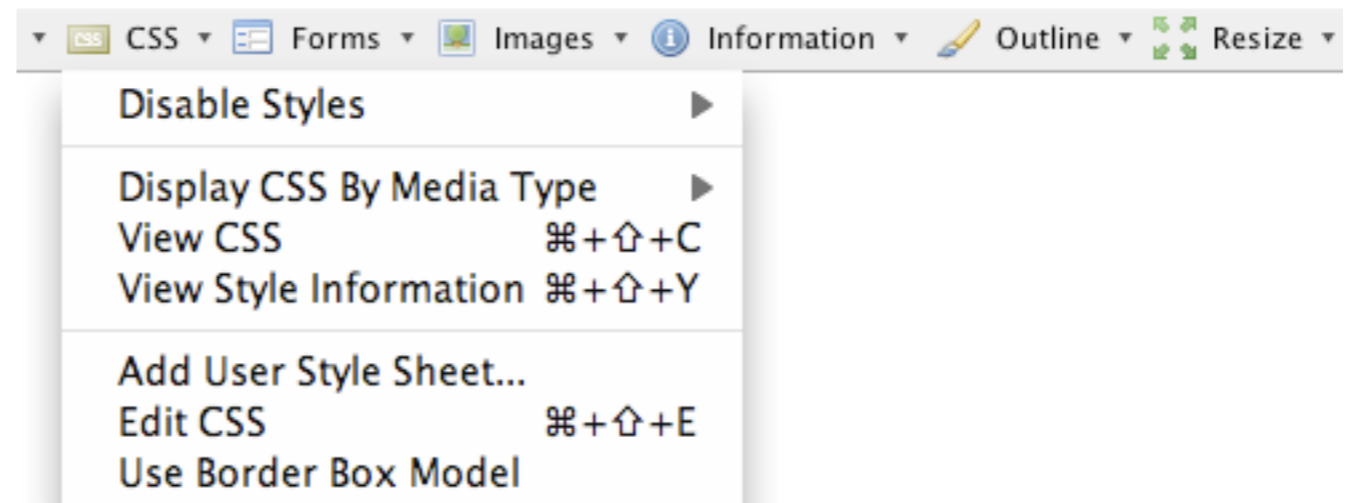 CSS Forms Images Information Outline Resize
Disable Styles
Display CSS By Media Type
View CSS ⌘+⇧+C
View Style Information ⌘+⇧+Y
Add User Style Sheet...
Edit CSS ⌘+⇧+E
Use Border Box Model